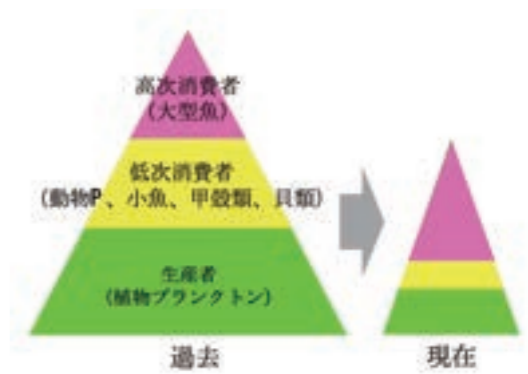 高次消費者
(大型魚)
低次消費者
(動物P、小魚、甲殻類、貝類)
生産者
(植物プランクトン)
過去
現在